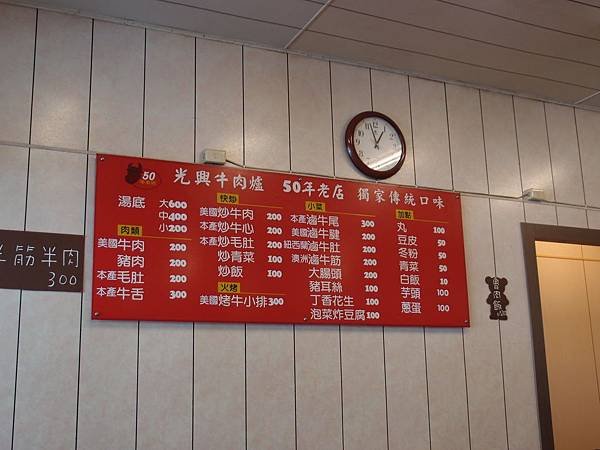 50
光興牛肉爐 50年老店 獨家傳統口味
湯底 大600
中400
小200
肉類
美國牛肉 200
豬肉 200
本產毛肚 200
本產牛舌 300
快炒
美國炒牛肉 200
本產炒牛心 200
本產炒毛肚 200
炒青菜 100
炒飯 100
火烤
美國烤牛小排 300
小菜
本產滷牛尾 300
美國滷牛腱 200
紐西蘭滷牛肚 200
澳洲滷牛筋 200
大腸頭 200
豬耳絲 100
丁香花生 100
泡菜炸豆腐 100
加點
丸 100
豆皮 50
冬粉 50
青菜 50
白飯 10
芋頭 100
蔥蛋 100
半筋半肉
300
魯肉飯